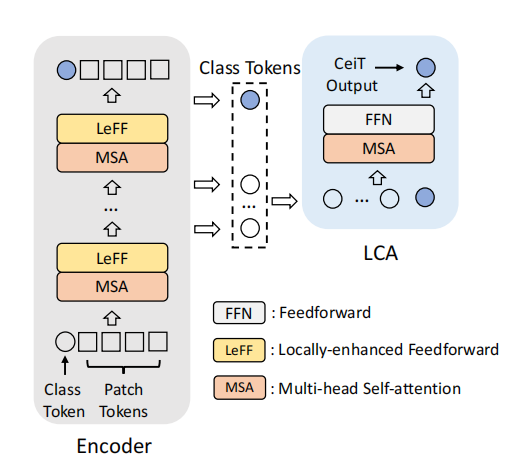 LeFF
MSA
...
LeFF
MSA
Class
Token
Patch
Tokens
Encoder
Class Tokens
...
CeiT
Output
FFN
MSA
...
LCA
FFN : Feedforward
LeFF : Locally-enhanced Feedforward
MSA : Multi-head Self-attention